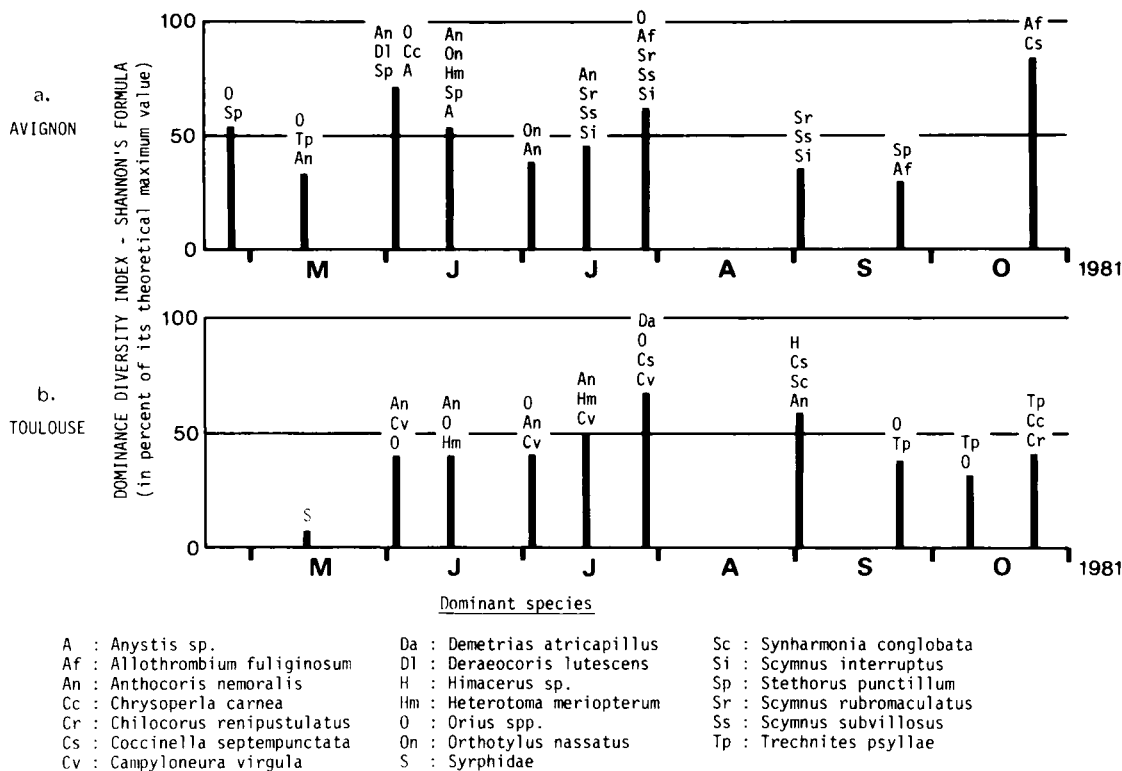 DOMINANCE DIVERSITY INDEX - SHANNON'S FORMULA
(in percent of its theoretical maximum value)
a.
AVIGNON
100
50
0
O
Sp
O
Tp
An
An O
Dl Cc
Sp A
An
On
Hm
Sp
A
On
An
An
Sr
Ss
Si
O
Af
Sr
Ss
Si
Sr
Ss
Si
Sp
Af
Af
Cs
M J J A S O 1981
b.
TOULOUSE
100
50
0
S
An
Cv
O
An
O
Hm
O
An
Cv
An
Hm
Cv
Da
O
Cs
Cv
H
Cs
Sc
An
O
Tp
Tp
O
Tp
Cc
Cr
M J J A S O 1981
Dominant species
A : Anystis sp.
Af : Allothrombium fuliginosum
An : Anthocoris nemoralis
Cc : Chrysoperla carnea
Cr : Chilocorus renipustulatus
Cs : Coccinella septempunctata
Cv : Campyloneura virgula
Da : Demetrias atricapillus
Dl : Deraeocoris lutescens
H : Himacerus sp.
Hm : Heterotoma meriopterum
O : Orius spp.
On : Orthotylus nassatus
S : Syrphidae
Sc : Synharmonia conglobata
Si : Scymnus interruptus
Sp : Stethorus punctillum
Sr : Scymnus rubromaculatus
Ss : Scymnus subvillosus
Tp : Trechnites psyllae